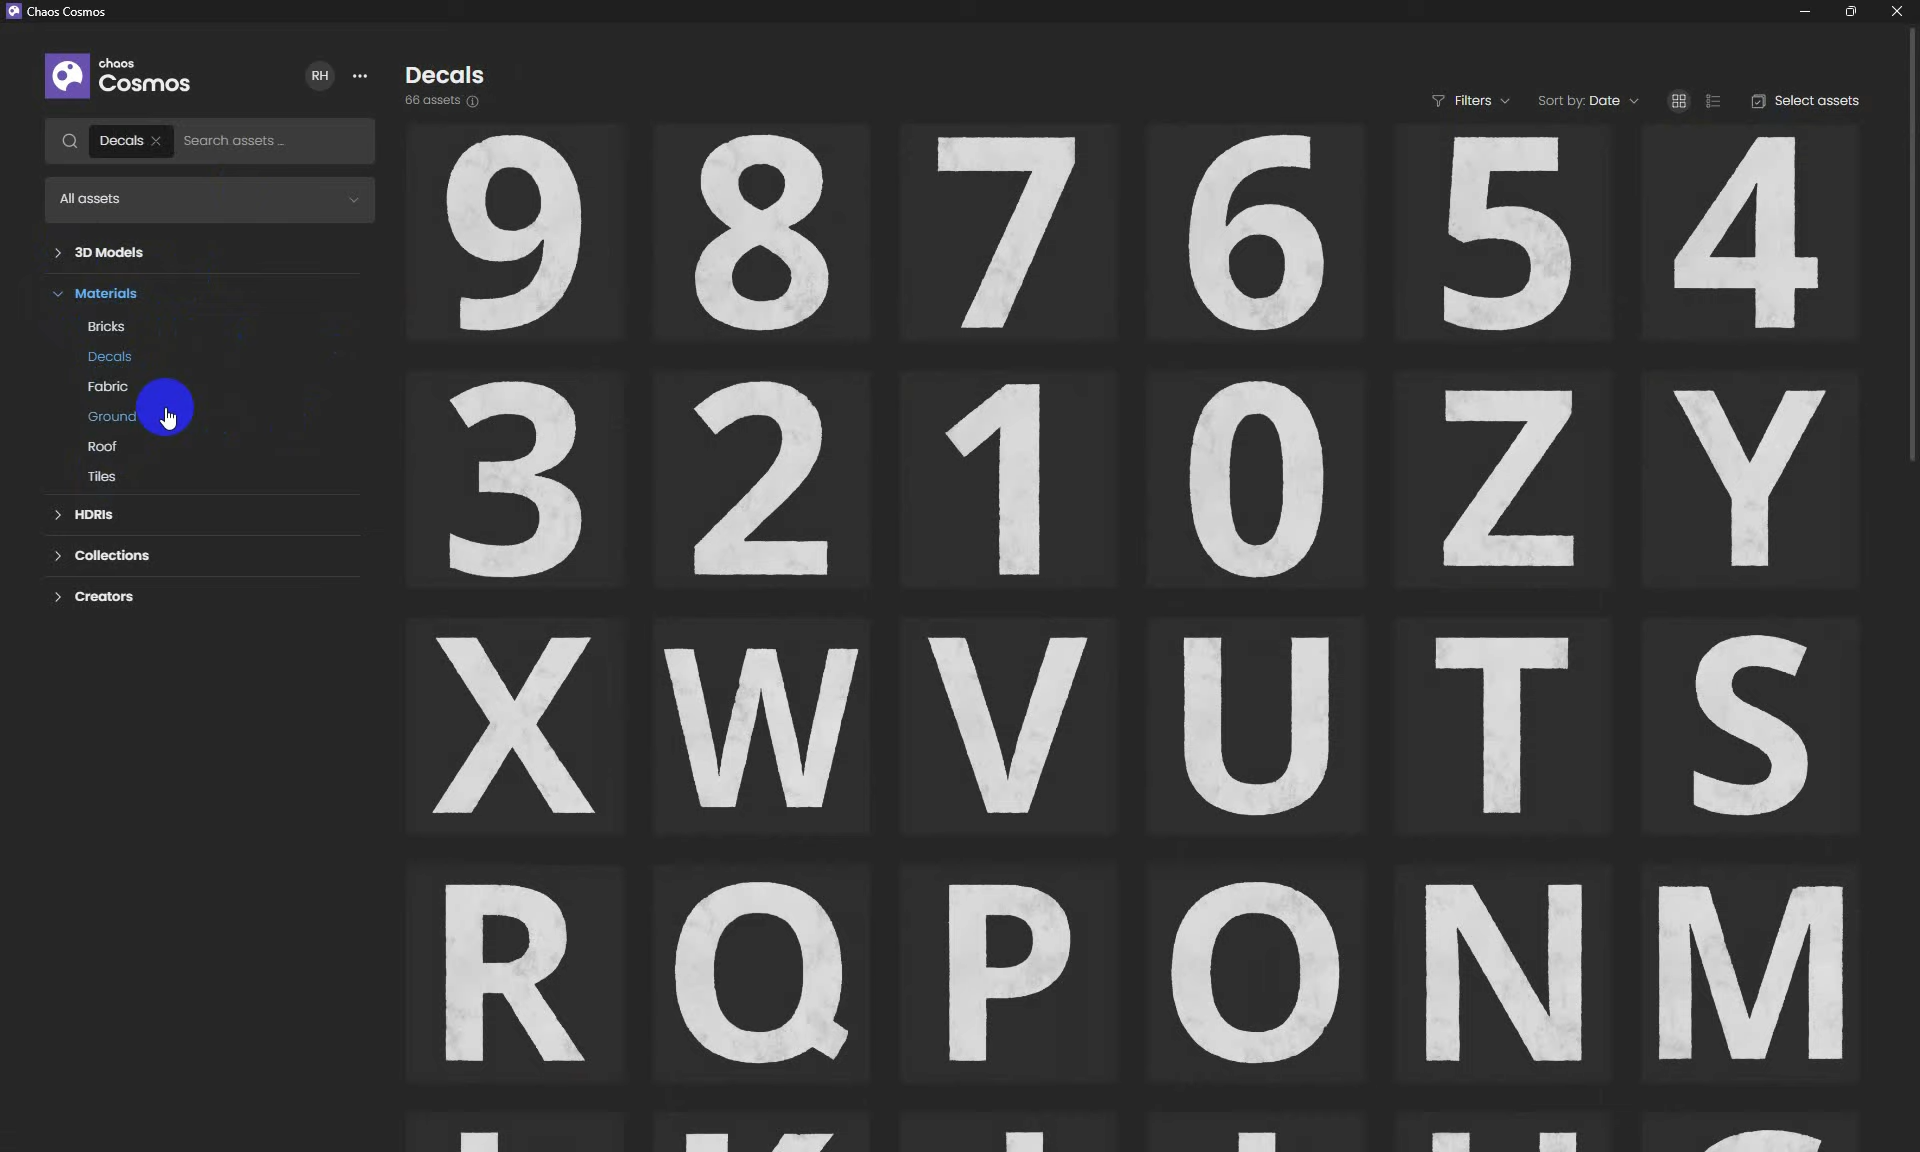 Chaos Cosmos
chaos
Cosmos
RH
Decals
66 assets
Filters
Sort by: Date
Select assets
Decals
Search assets ...
All assets
3D Models
Materials
Bricks
Decals
Fabric
Ground
Roof
Tiles
HDRIs
Collections
Creators
9 8 7 6 5 4
3 2 1 0 Z Y
X W V U T S
R Q P O N M